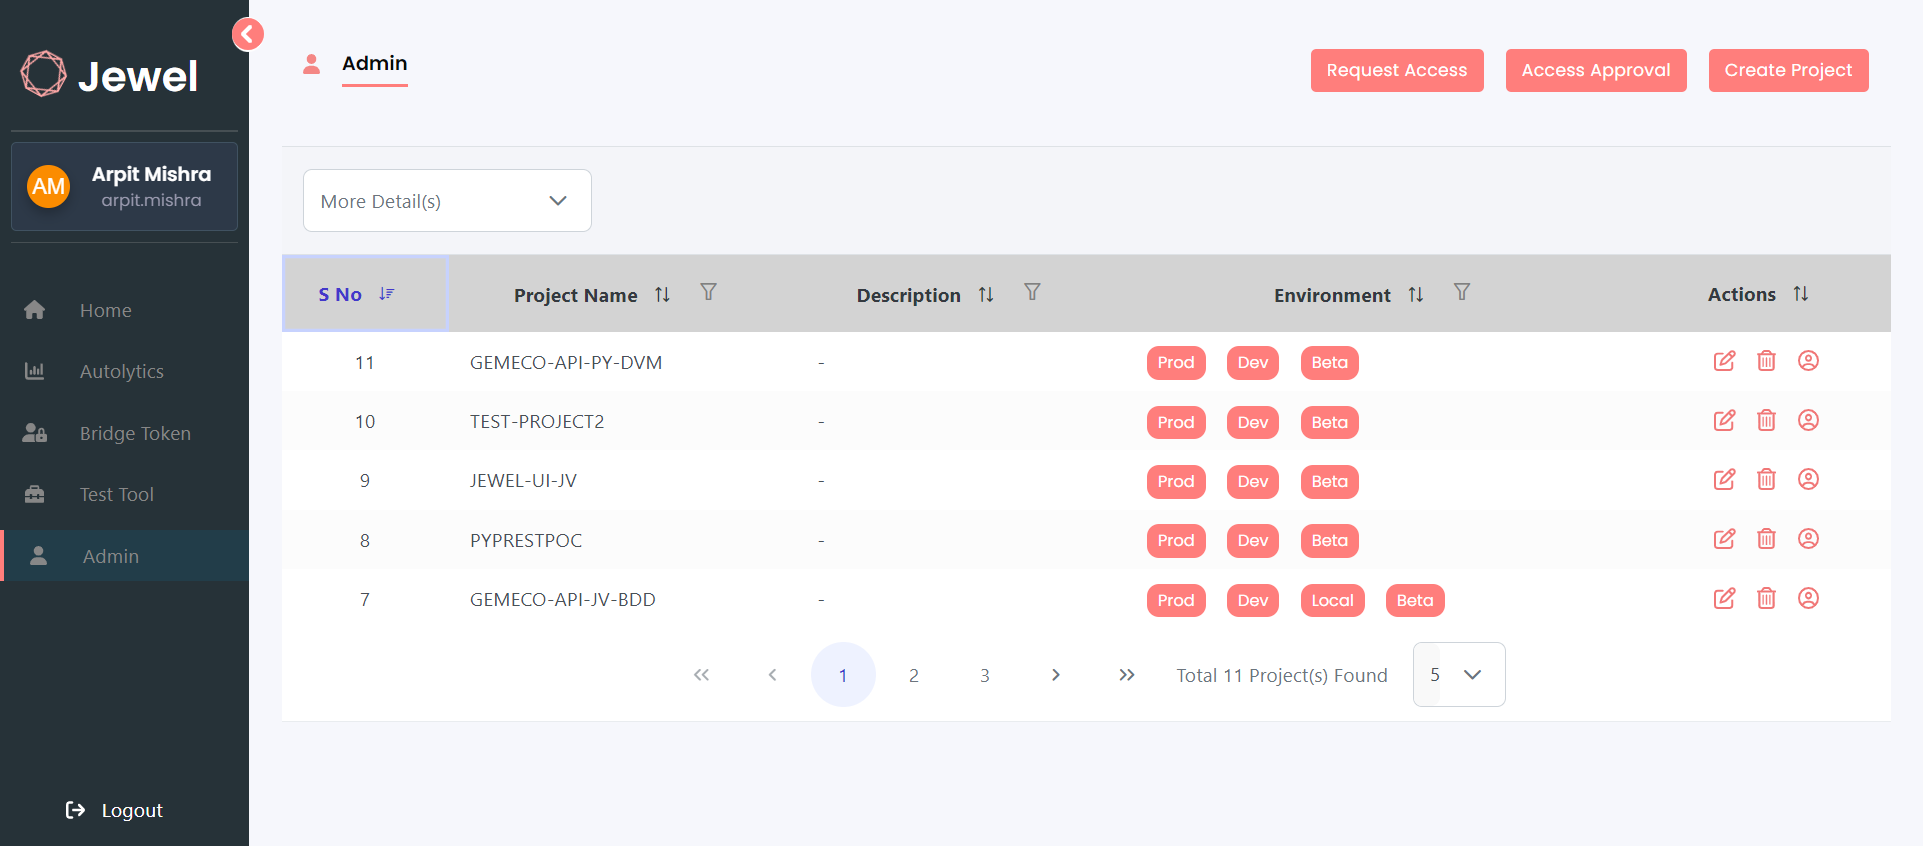 Jewel
AM
Arpit Mishra
arpit.mishra
Home
Autolytics
Bridge Token
Test Tool
Admin
Logout
Admin
Request Access
Access Approval
Create Project
More Detail(s)
S No Project Name Description Environment Actions
11 GEMECO-API-PY-DVM - Prod Dev Beta
10 TEST-PROJECT2 - Prod Dev Beta
9 JEWEL-UI-JV - Prod Dev Beta
8 PYPRESTPOC - Prod Dev Beta
7 GEMECO-API-JV-BDD - Prod Dev Local Beta
1 2 3 Total 11 Project(s) Found 5